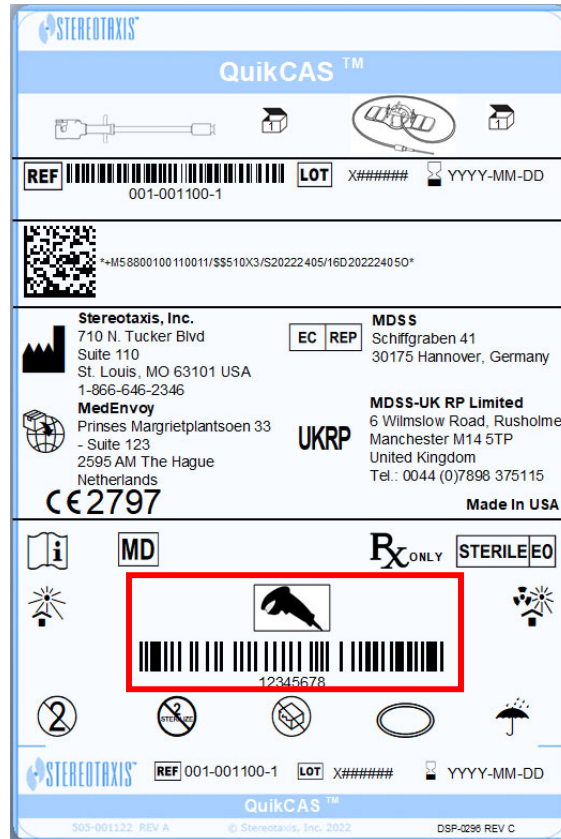 STEREOTAXIS™
QuikCAS ™
1
1
REF
001-001100-1
LOT X######
YYYY-MM-DD
*+M58800100110011/$$510X3/S20222405/16D20222405O*
Stereotaxis, Inc.
710 N. Tucker Blvd
Suite 110
St. Louis, MO 63101 USA
1-866-646-2346
EC REP
MDSS
Schiffgraben 41
30175 Hannover, Germany
MedEnvoy
Prinses Margrietplantsoen 33
- Suite 123
2595 AM The Hague
Netherlands
UKRP
MDSS-UK RP Limited
6 Wilmslow Road, Rusholme
Manchester M14 5TP
United Kingdom
Tel.: 0044 (0)7898 375115
CE2797
Made In USA
i
MD
Rx ONLY
STERILE EO
12345678
2
2 STERILIZE
STEREOTAXIS™
REF 001-001100-1
LOT X######
YYYY-MM-DD
QuikCAS ™
505-001122 REV A
© Stereotaxis, Inc. 2022
DSP-0296 REV C